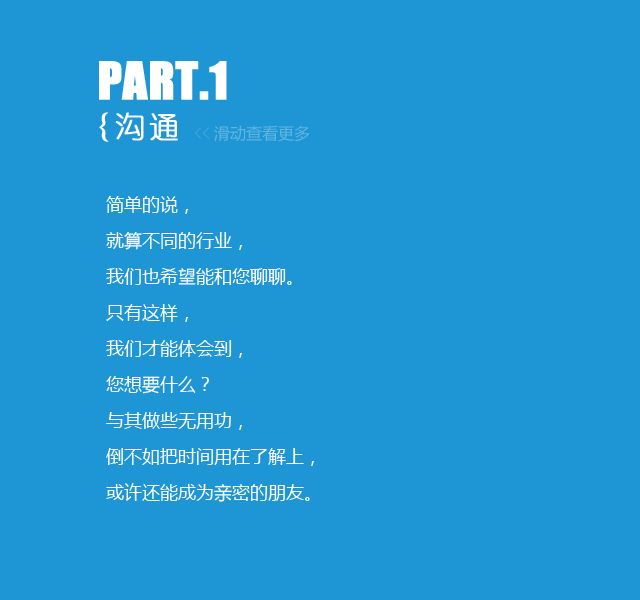 PART.1
{沟通 << 滑动查看更多
简单的说，
就算不同的行业，
我们也希望能和您聊聊。
只有这样，
我们才能体会到，
您想要什么？
与其做些无用功，
倒不如把时间用在了解上，
或许还能成为亲密的朋友。